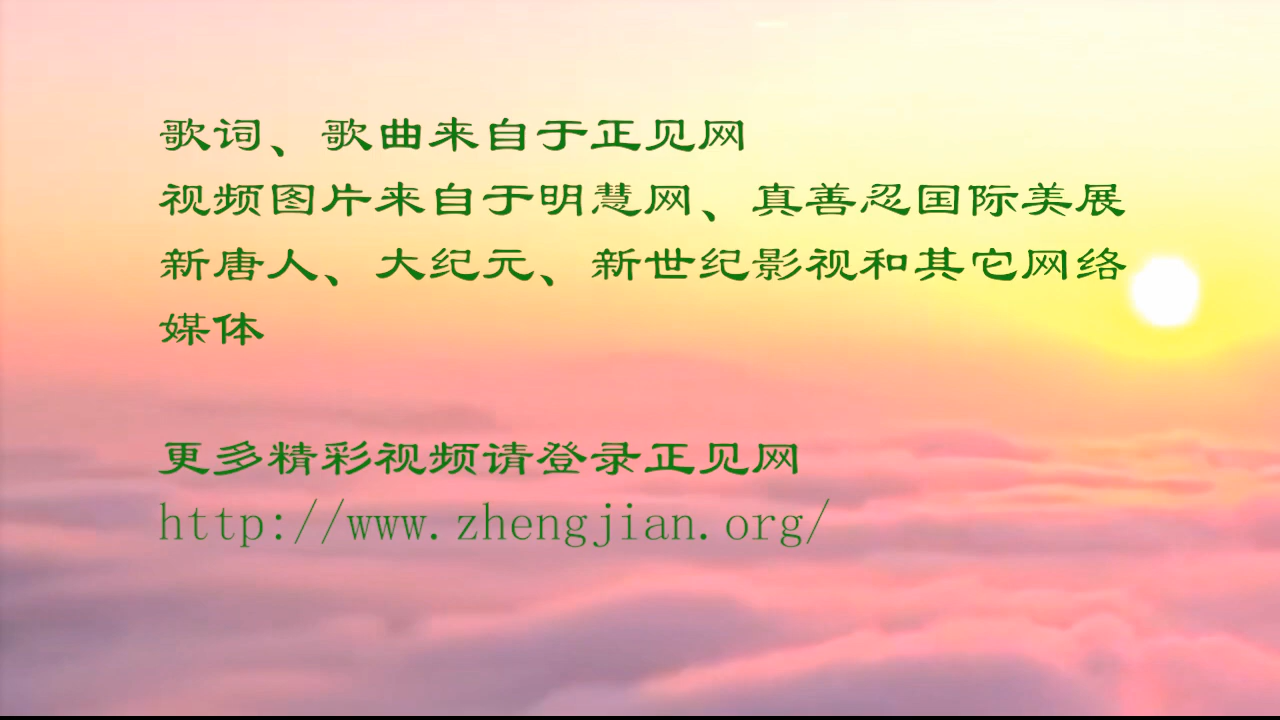 歌词、歌曲来自于正见网
视频图片来自于明慧网、真善忍国际美展
新唐人、大纪元、新世纪影视和其它网络
媒体
更多精彩视频请登录正见网
http://www.zhengjian.org/